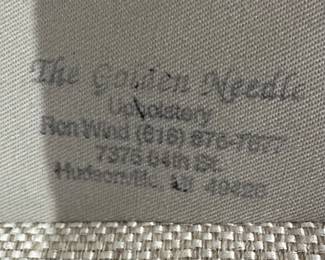 The Golden Needle
Upholstery
Ron Wind (616) 676-7877
7375 64th St.
Hudsonville, MI 49426